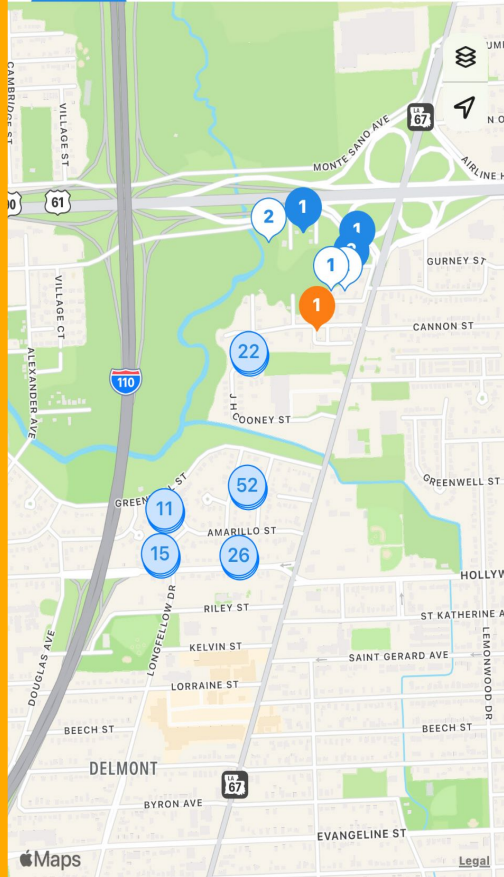 CAMBRIDGE ST
VILLAGE ST
MONTE SANO AVE
LA
67
AIRLINE H
61
2
1
1
1
GURNEY ST
VILLAGE CT
1
CANNON ST
ALEXANDER AVE
22
110
J H COONEY ST
GREENWELL ST
52
11
AMARILLO ST
15
26
HOLLYW
RILEY ST
ST KATHERINE A
LONGFELLOW DR
DOUGLAS AVE
KELVIN ST
SAINT GERARD AVE
LEMONWOOD DR
LORRAINE ST
BEECH ST
BEECH ST
DELMONT
LA
67
BYRON AVE
EVANGELINE ST
Maps
Legal